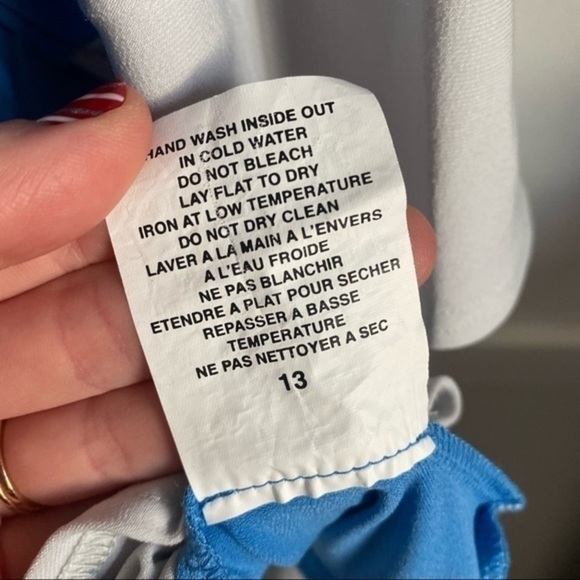 HAND WASH INSIDE OUT
IN COLD WATER
DO NOT BLEACH
LAY FLAT TO DRY
IRON AT LOW TEMPERATURE
DO NOT DRY CLEAN
LAVER A LA MAIN A L'ENVERS
A L'EAU FROIDE
NE PAS BLANCHIR
ETENDRE A PLAT POUR SECHER
REPASSER A BASSE
TEMPERATURE
NE PAS NETTOYER A SEC
13